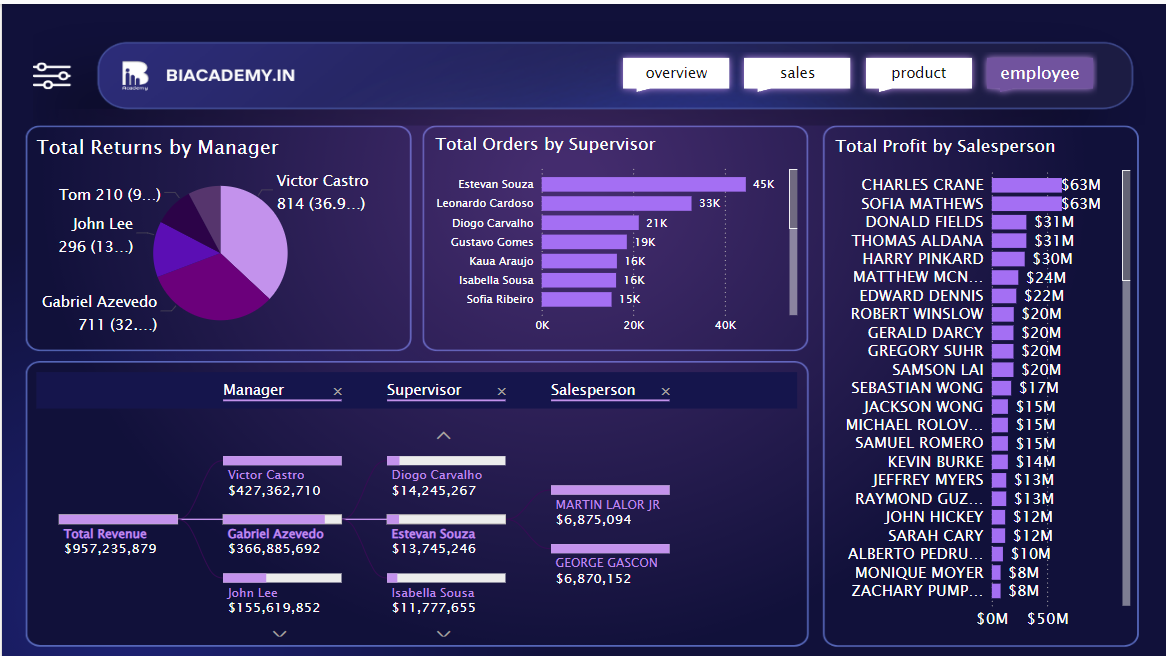 BIACADEMY.IN
Academy
overview
sales
product
employee
Total Returns by Manager
Victor Castro
814 (36.9...)
Tom 210 (9...)
John Lee
296 (13...)
Gabriel Azevedo
711 (32....)
Total Orders by Supervisor
Estevan Souza 45K
Leonardo Cardoso 33K
Diogo Carvalho 21K
Gustavo Gomes 19K
Kaua Araujo 16K
Isabella Sousa 16K
Sofia Ribeiro 15K
0K 20K 40K
Total Profit by Salesperson
CHARLES CRANE $63M
SOFIA MATHEWS $63M
DONALD FIELDS $31M
THOMAS ALDANA $31M
HARRY PINKARD $30M
MATTHEW MCN... $24M
EDWARD DENNIS $22M
ROBERT WINSLOW $20M
GERALD DARCY $20M
GREGORY SUHR $20M
SAMSON LAI $20M
SEBASTIAN WONG $17M
JACKSON WONG $15M
MICHAEL ROLOV... $15M
SAMUEL ROMERO $15M
KEVIN BURKE $14M
JEFFREY MYERS $13M
RAYMOND GUZ... $13M
JOHN HICKEY $12M
SARAH CARY $12M
ALBERTO PEDRU... $10M
MONIQUE MOYER $8M
ZACHARY PUMP... $8M
$0M $50M
Manager
Supervisor
Salesperson
Total Revenue
$957,235,879
Victor Castro
$427,362,710
Gabriel Azevedo
$366,885,692
John Lee
$155,619,852
Diogo Carvalho
$14,245,267
Estevan Souza
$13,745,246
Isabella Sousa
$11,777,655
MARTIN LALOR JR
$6,875,094
GEORGE GASCON
$6,870,152